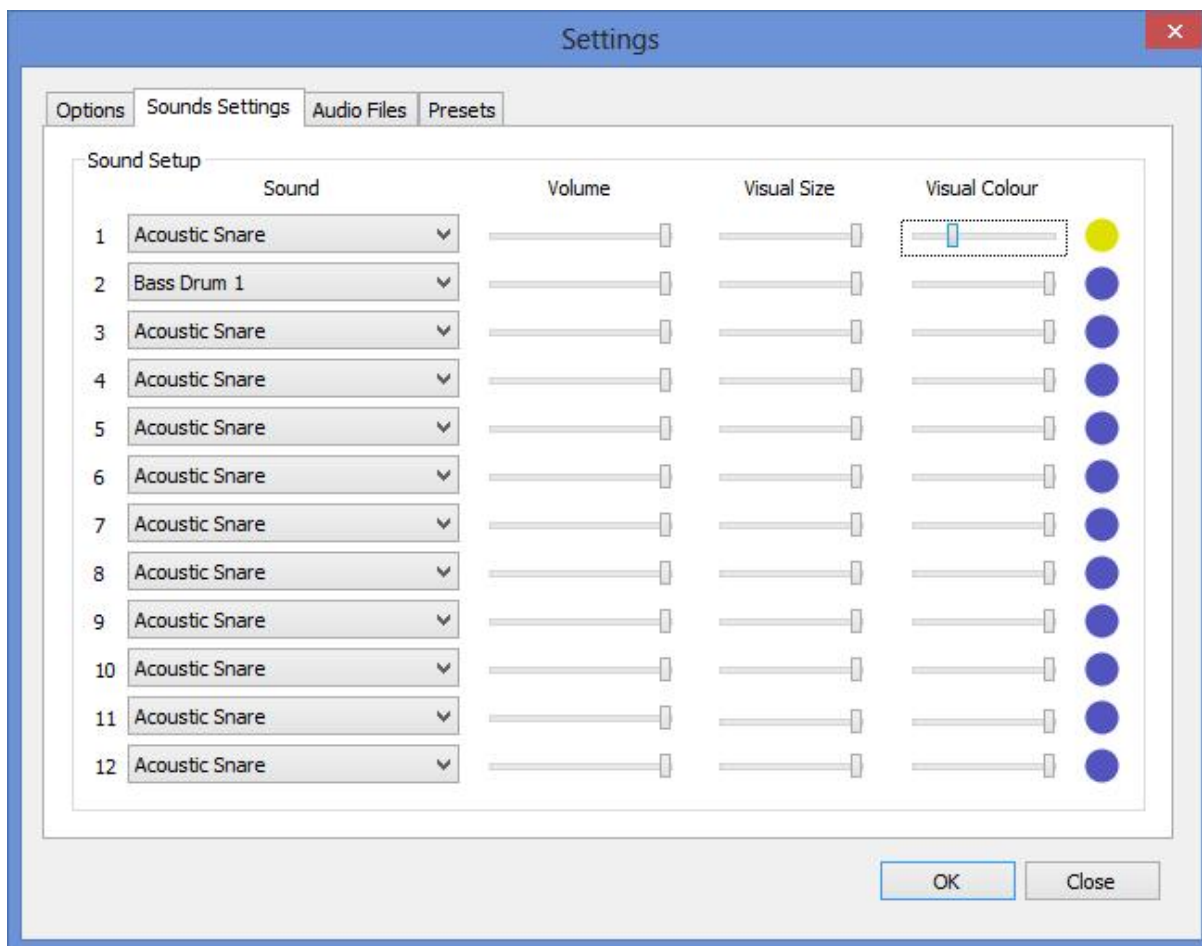 Settings
Options Sounds Settings Audio Files Presets
Sound Setup
Sound Volume Visual Size Visual Colour
1 Acoustic Snare
2 Bass Drum 1
3 Acoustic Snare
4 Acoustic Snare
5 Acoustic Snare
6 Acoustic Snare
7 Acoustic Snare
8 Acoustic Snare
9 Acoustic Snare
10 Acoustic Snare
11 Acoustic Snare
12 Acoustic Snare
OK Close